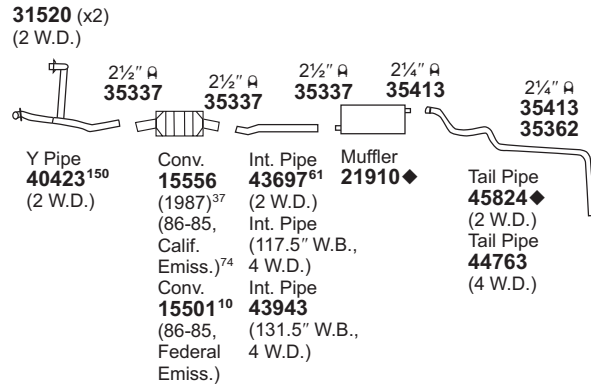 31520 (x2)
(2 W.D.)
2½″
35337
2½″
35337
2½″
35337
2¼″
35413
2¼″
35413
35362
Y Pipe
40423¹⁵⁰
(2 W.D.)
Conv.
15556
(1987)³⁷
(86-85,
Calif.
Emiss.)⁷⁴
Conv.
15501¹⁰
(86-85,
Federal
Emiss.)
Int. Pipe
43697⁶¹
(2 W.D.)
Int. Pipe
(117.5″ W.B.,
4 W.D.)
Int. Pipe
43943
(131.5″ W.B.,
4 W.D.)
Muffler
21910◆
Tail Pipe
45824◆
(2 W.D.)
Tail Pipe
44763
(4 W.D.)